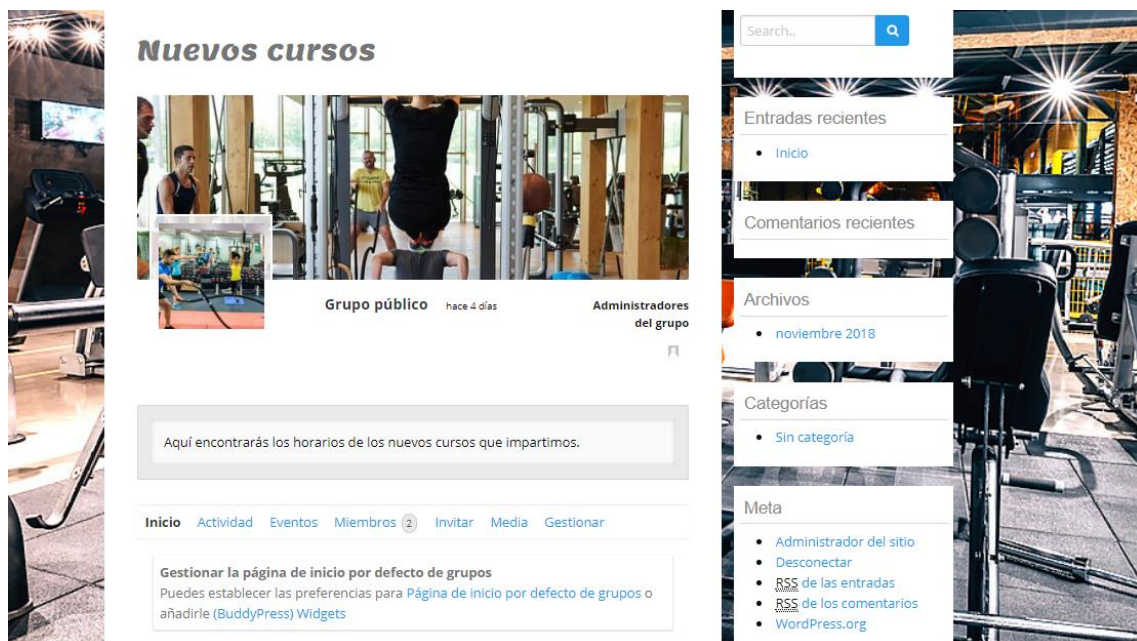 Nuevos cursos
Grupo público hace 4 días
Administradores
del grupo
Aquí encontrarás los horarios de los nuevos cursos que impartimos.
Inicio Actividad Eventos Miembros 2 Invitar Media Gestionar
Gestionar la página de inicio por defecto de grupos
Puedes establecer las preferencias para Página de inicio por defecto de grupos o
añadirle (BuddyPress) Widgets
Search..
Entradas recientes
Inicio
Comentarios recientes
Archivos
noviembre 2018
Categorías
Sin categoría
Meta
Administrador del sitio
Desconectar
RSS de las entradas
RSS de los comentarios
WordPress.org